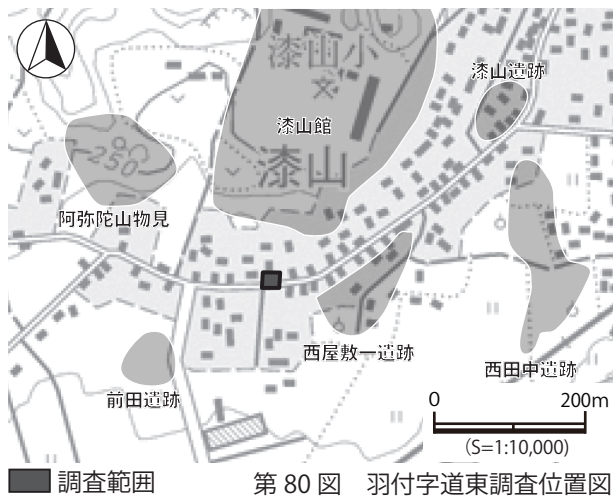 漆山小
漆山遺跡
漆山館
漆山
250
阿弥陀山物見
西屋敷一遺跡
西田中遺跡
前田遺跡
0 200m
(S=1:10,000)
調査範囲 第 80 図 羽付字道東調査位置図